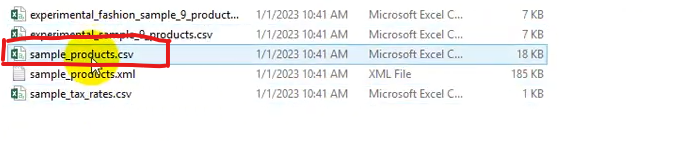 experimental_fashion_sample_9_product... 1/1/2023 10:41 AM Microsoft Excel C... 7 KB
experimental_sample_9_products.csv 1/1/2023 10:41 AM Microsoft Excel C... 7 KB
sample_products.csv 1/1/2023 10:41 AM Microsoft Excel C... 18 KB
sample_products.xml 1/1/2023 10:41 AM XML File 185 KB
sample_tax_rates.csv 1/1/2023 10:41 AM Microsoft Excel C... 1 KB